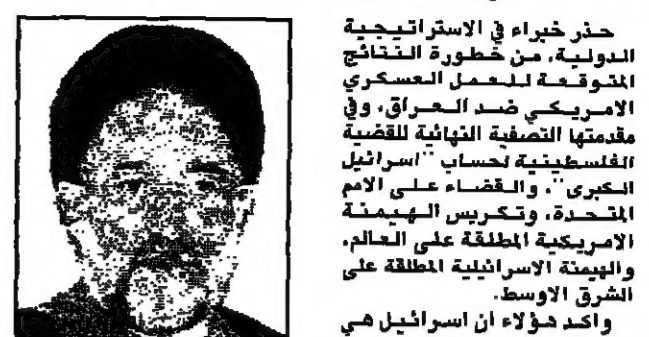 حذر خبراء في الاستراتيجية
الدولية، من خطورة النتائج
المتوقعة للعمل العسكري
الامريكي ضد العراق، وفي
مقدمتها التصفية النهائية للقضية
الفلسطينية لحساب "اسرائيل
الكبرى"، والقضاء على الامم
المتحدة، وتكريس الهيمنة
الامريكية المطلقة على العالم،
والهيمنة الاسرائيلية المطلقة على
الشرق الاوسط.
واكد هؤلاء ان اسرائيل هي